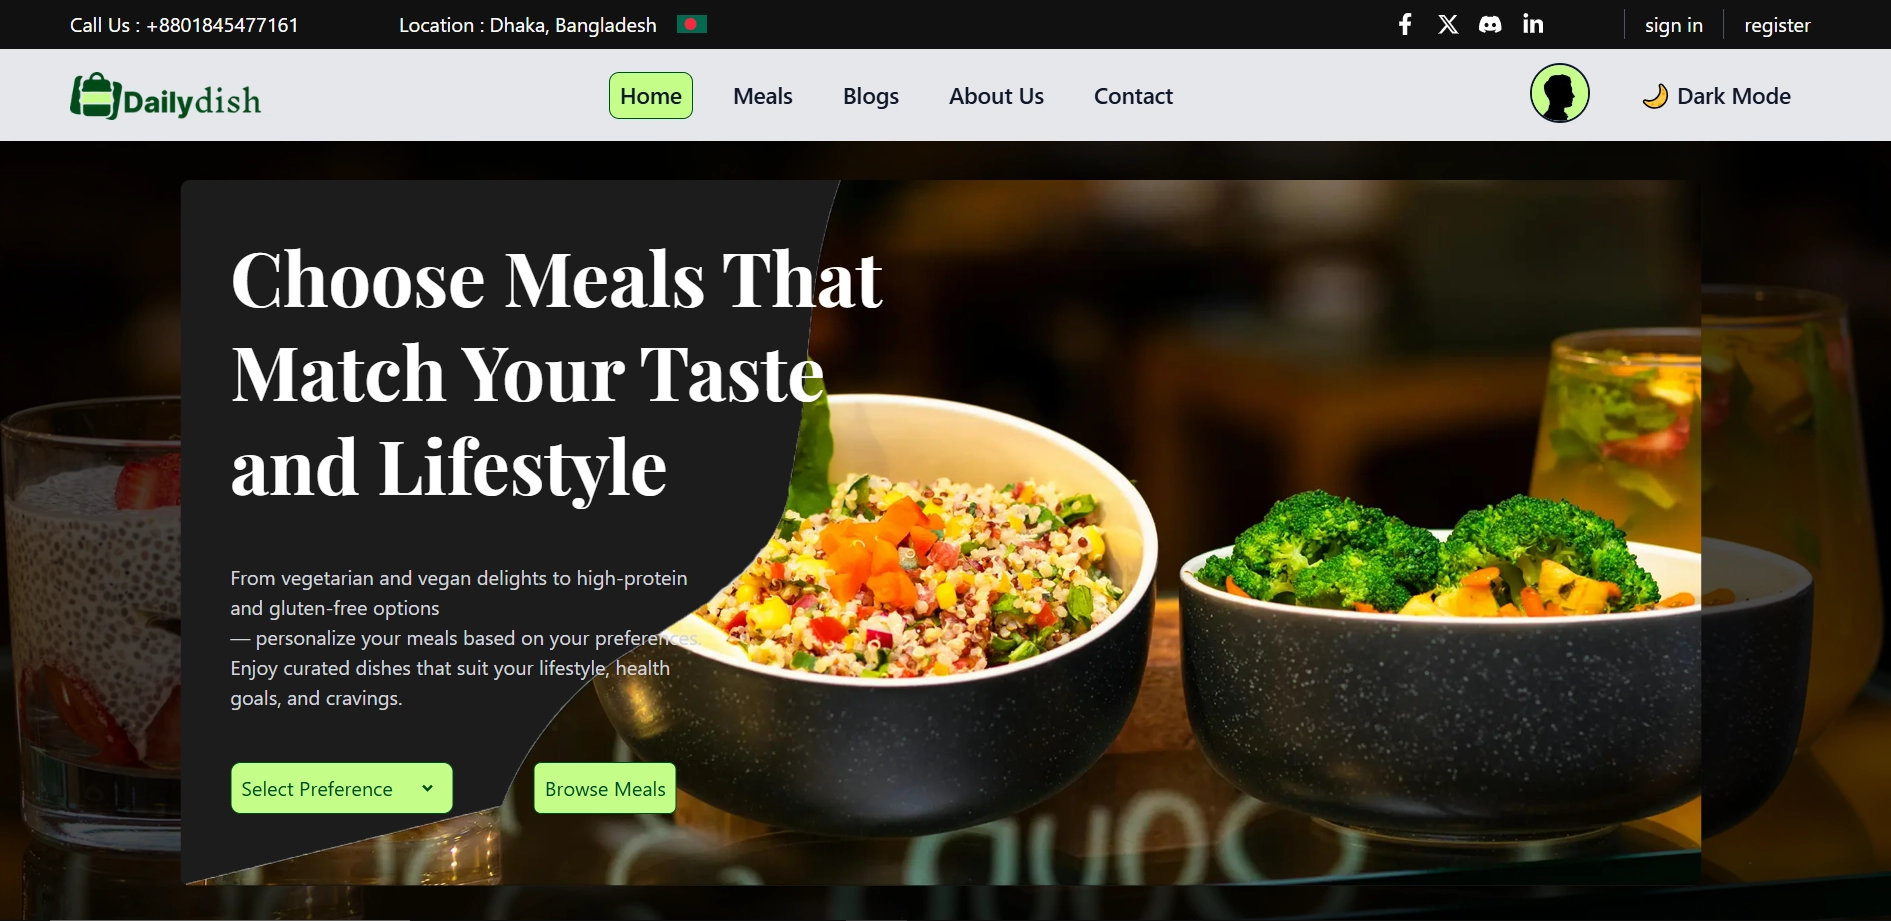 Call Us : +8801845477161
Location : Dhaka, Bangladesh
sign in
register
Dailydish
Home
Meals
Blogs
About Us
Contact
Dark Mode
Choose Meals That
Match Your Taste
and Lifestyle
From vegetarian and vegan delights to high-protein
and gluten-free options
— personalize your meals based on your preferences.
Enjoy curated dishes that suit your lifestyle, health
goals, and cravings.
Select Preference
Browse Meals